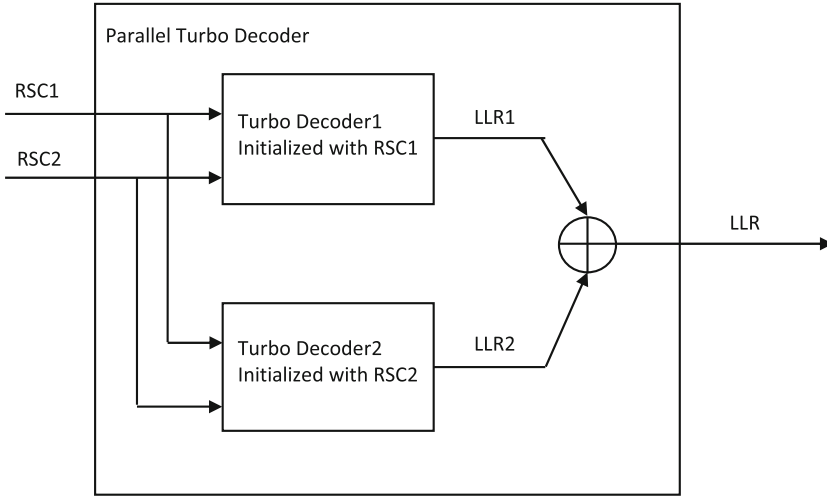 Parallel Turbo Decoder
RSC1
RSC2
Turbo Decoder1
Initialized with RSC1
LLR1
LLR
Turbo Decoder2
Initialized with RSC2
LLR2